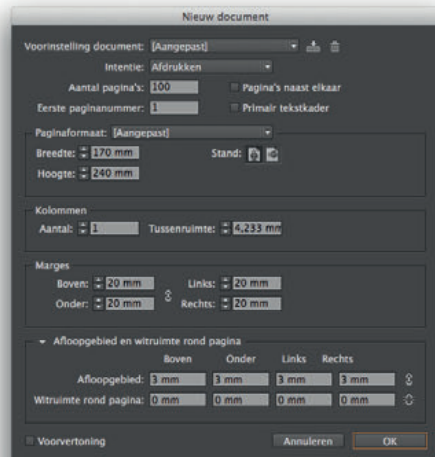 Nieuw document
Voorinstelling document: [Aangepast]
Intentie: Afdrukken
Aantal pagina's: 100 Pagina's naast elkaar
Eerste paginanummer: 1 Primair tekstkader
Paginaformaat: [Aangepast]
Breedte: 170 mm Stand:
Hoogte: 240 mm
Kolommen
Aantal: 1 Tussenruimte: 4,233 mm
Marges
Boven: 20 mm Links: 20 mm
Onder: 20 mm Rechts: 20 mm
Afloopgebied en witruimte rond pagina
Boven Onder Links Rechts
Afloopgebied: 3 mm 3 mm 3 mm 3 mm
Witruimte rond pagina: 0 mm 0 mm 0 mm 0 mm
Voorvertoning Annuleren OK